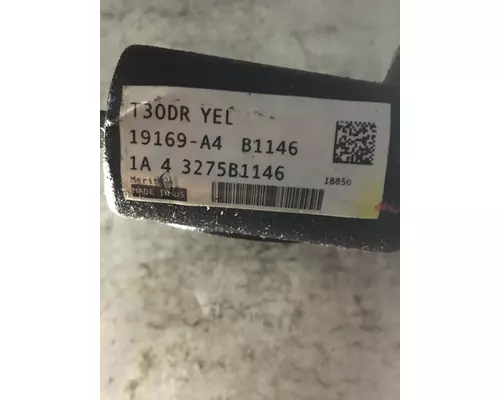 T30DR YEL
19169-A4 B1146
1A 4 3275B1146
18850
MADE IN US